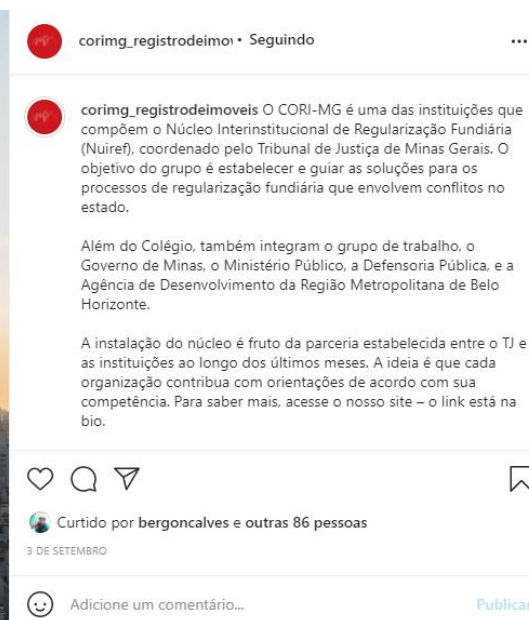 corimg_registrodeimov • Seguindo
corimg_registrodeimoveis O CORI-MG é uma das instituições que
compõem o Núcleo Interinstitucional de Regularização Fundiária
(Nuiref), coordenado pelo Tribunal de Justiça de Minas Gerais. O
objetivo do grupo é estabelecer e guiar as soluções para os
processos de regularização fundiária que envolvem conflitos no
estado.
Além do Colégio, também integram o grupo de trabalho, o
Governo de Minas, o Ministério Público, a Defensoria Pública, e a
Agência de Desenvolvimento da Região Metropolitana de Belo
Horizonte.
A instalação do núcleo é fruto da parceria estabelecida entre o TJ e
as instituições ao longo dos últimos meses. A ideia é que cada
organização contribua com orientações de acordo com sua
competência. Para saber mais, acesse o nosso site – o link está na
bio.
Curtido por bergoncalves e outras 86 pessoas
3 DE SETEMBRO
Adicione um comentário... Publicar